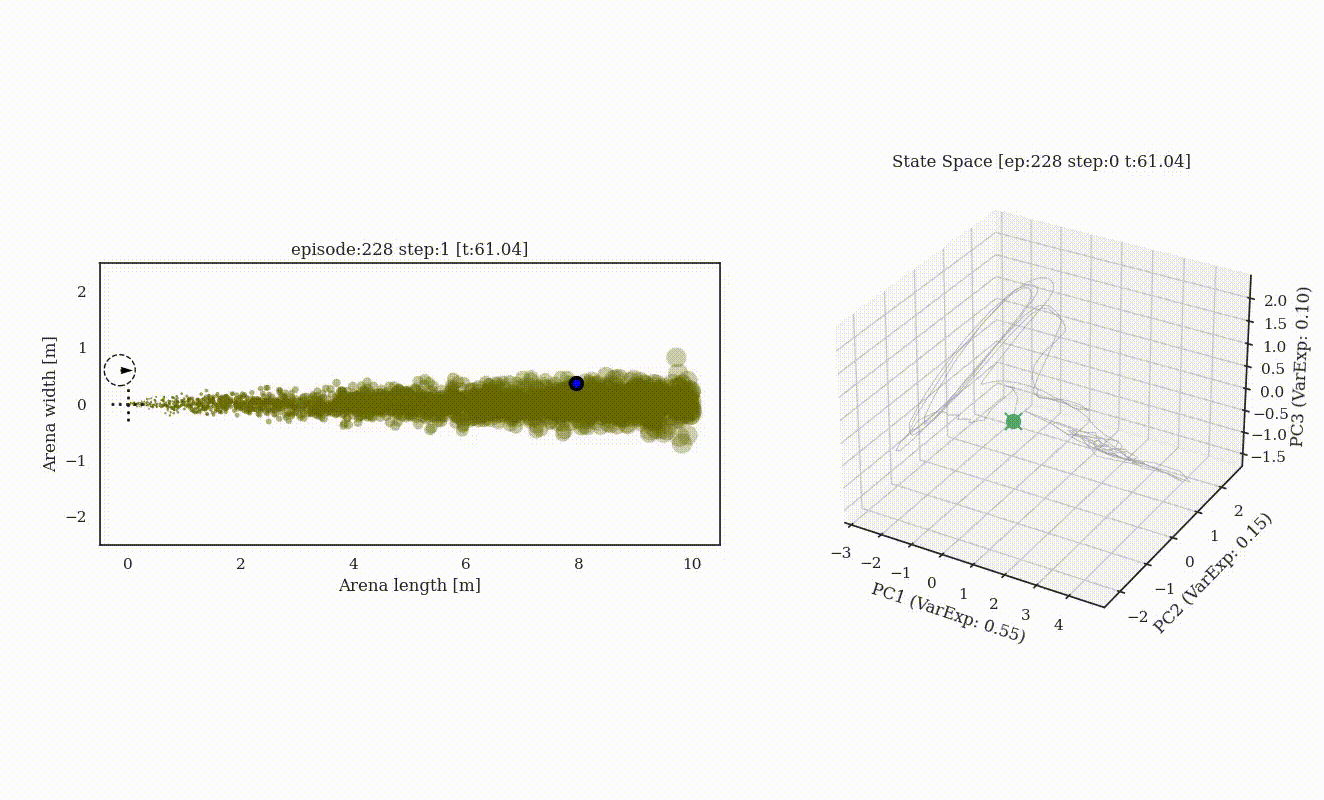 episode:228 step:1 [t:61.04]
2
1
0
−1
−2
Arena width [m]
0 2 4 6 8 10
Arena length [m]
State Space [ep:228 step:0 t:61.04]
2.0
1.5
1.0
0.5
0.0
−0.5
−1.0
−1.5
PC3 (VarExp: 0.10)
−3 −2 −1 0 1 2 3 4
PC1 (VarExp: 0.55)
−2 −1 0 1 2
PC2 (VarExp: 0.15)